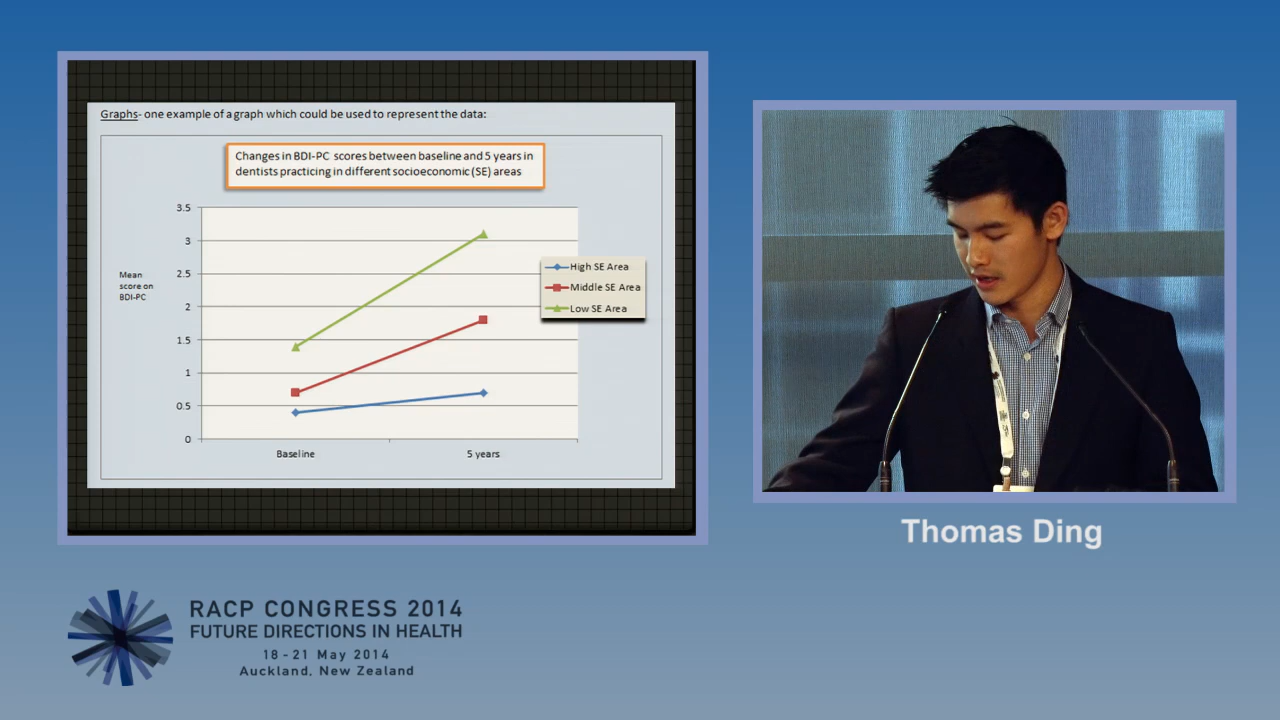 Graphs- one example of a graph which could be used to represent the data:
Changes in BDI-PC scores between baseline and 5 years in
dentists practicing in different socioeconomic (SE) areas
3.5
3
2.5
2
1.5
1
0.5
0
Mean
score on
BDI-PC
High SE Area
Middle SE Area
Low SE Area
Baseline
5 years
Thomas Ding
RACP CONGRESS 2014
FUTURE DIRECTIONS IN HEALTH
18 - 21 May 2014
Auckland, New Zealand